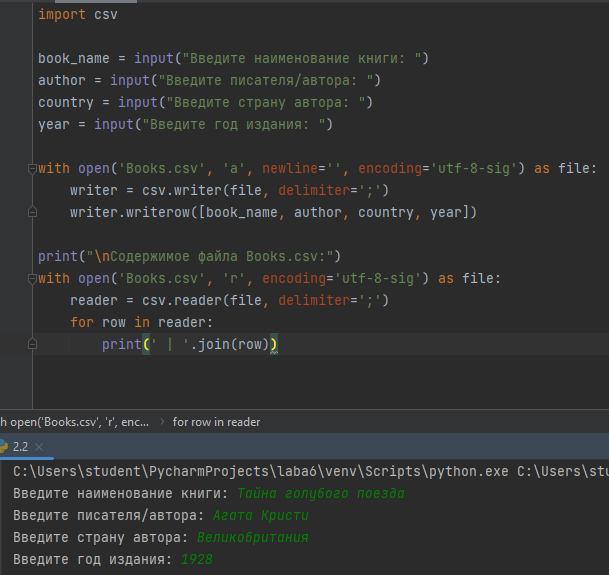 import csv
book_name = input("Введите наименование книги: ")
author = input("Введите писателя/автора: ")
country = input("Введите страну автора: ")
year = input("Введите год издания: ")
with open('Books.csv', 'a', newline='', encoding='utf-8-sig') as file:
    writer = csv.writer(file, delimiter=';')
    writer.writerow([book_name, author, country, year])
print("\nСодержимое файла Books.csv:")
with open('Books.csv', 'r', encoding='utf-8-sig') as file:
    reader = csv.reader(file, delimiter=';')
    for row in reader:
        print(' | '.join(row))
h open('Books.csv', 'r', enc... › for row in reader
2.2 ×
C:\Users\student\PycharmProjects\laba6\venv\Scripts\python.exe C:\Users\stu
Введите наименование книги: Тайна голубого поезда
Введите писателя/автора: Агата Кристи
Введите страну автора: Великобритания
Введите год издания: 1928